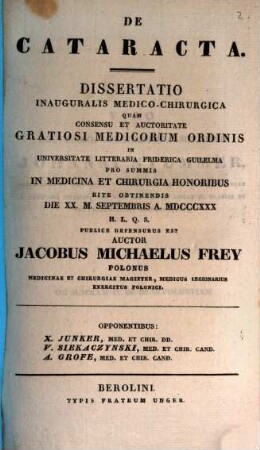 2.
DE
CATARACTA.
DISSERTATIO
INAUGURALIS MEDICO-CHIRURGICA
QUAM
CONSENSU ET AUCTORITATE
GRATIOSI MEDICORUM ORDINIS
IN
UNIVERSITATE LITTERARIA FRIDERICA GUILELMA
PRO SUMMIS
IN MEDICINA ET CHIRURGIA HONORIBUS
RITE OBTINENDIS
DIE XX. M. SEPTEMBRIS A. MDCCCXXX
H. L. Q. S.
PUBLICE DEFENSURUS EST
AUCTOR
JACOBUS MICHAELUS FREY
POLONUS
MEDICINAE ET CHIRURGIAE MAGISTER, MEDICUS LEGIONARIUS
EXERCITUS POLONICI.
OPPONENTIBUS:
X. JUNKER, MED. ET CHIR. DD.
V. SIEKACZYNSKI, MED. ET CHIR. CAND.
A. GROFE, MED. ET CHIR. CAND.
BEROLINI.
TYPIS FRATRUM UNGER.